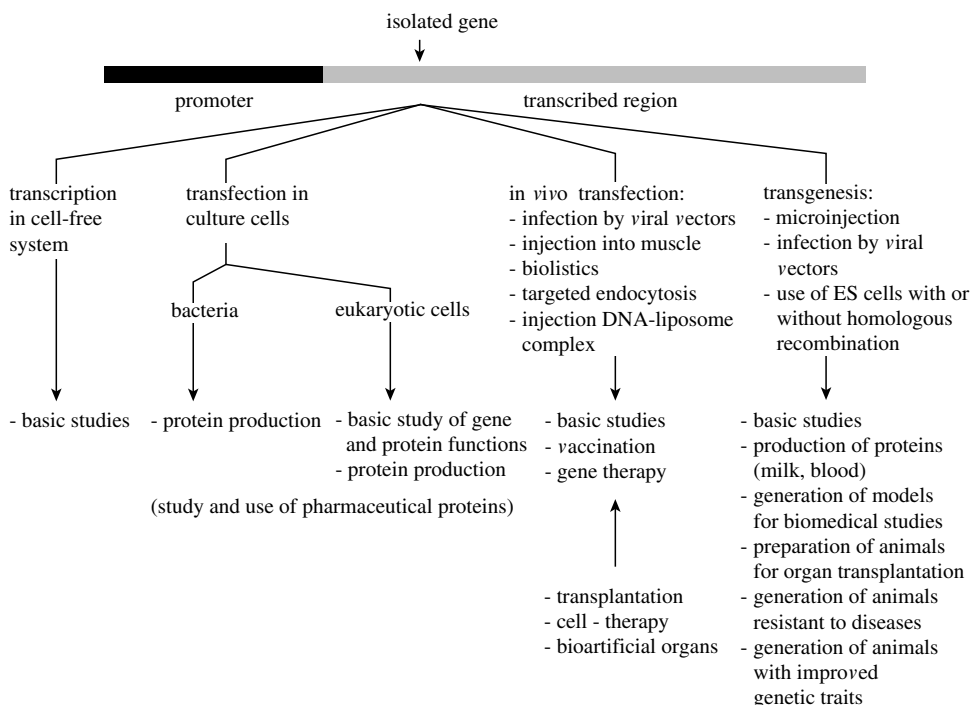 isolated gene
promoter
transcribed region
transcription
in cell-free
system
transfection in
culture cells
in vivo transfection:
- infection by viral vectors
- injection into muscle
- biolistics
- targeted endocytosis
- injection DNA-liposome
complex
transgenesis:
- microinjection
- infection by viral
vectors
- use of ES cells with or
without homologous
recombination
bacteria
eukaryotic cells
- basic studies
- protein production
- basic study of gene
and protein functions
- protein production
(study and use of pharmaceutical proteins)
- basic studies
- vaccination
- gene therapy
- transplantation
- cell - therapy
- bioartificial organs
- basic studies
- production of proteins
(milk, blood)
- generation of models
for biomedical studies
- preparation of animals
for organ transplantation
- generation of animals
resistant to diseases
- generation of animals
with improved
genetic traits